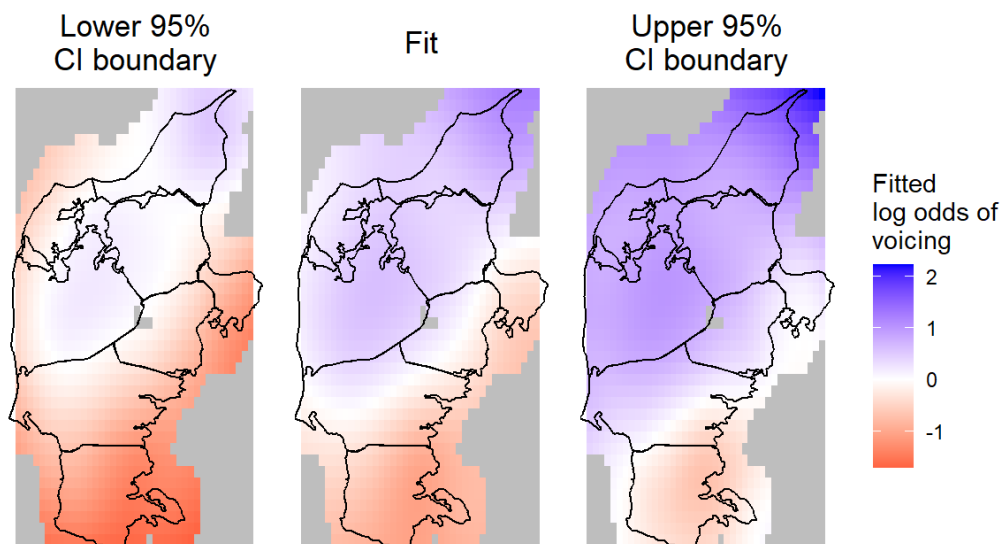 Lower 95%
CI boundary
Fit
Upper 95%
CI boundary
Fitted
log odds of
voicing
2
1
0
-1